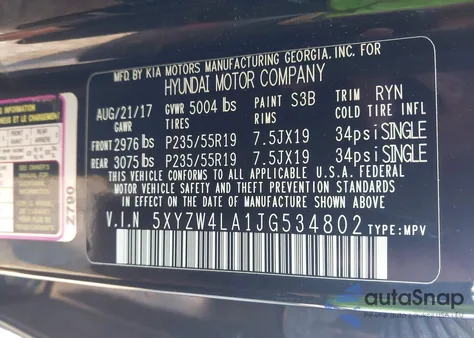 MFD. BY KIA MOTORS MANUFACTURING GEORGIA, INC. FOR
HYUNDAI MOTOR COMPANY
AUG/21/17 GVWR 5004 lbs PAINT S3B TRIM RYN
GAWR TIRES RIMS COLD TIRE INFL
FRONT 2976 lbs P235/55R19 7.5JX19 34psi SINGLE
REAR 3075 lbs P235/55R19 7.5JX19 34psi SINGLE
THIS VEHICLE CONFORMS TO ALL APPLICABLE U.S.A. FEDERAL
MOTOR VEHICLE SAFETY, BUMPER, AND THEFT PREVENTION STANDARDS
IN EFFECT ON THE DATE OF MANUFACTURE SHOWN ABOVE.
V.I.N 5XYZW4LA1JG534802 TYPE: MPV
INFORMATION
Z790
autoSnap